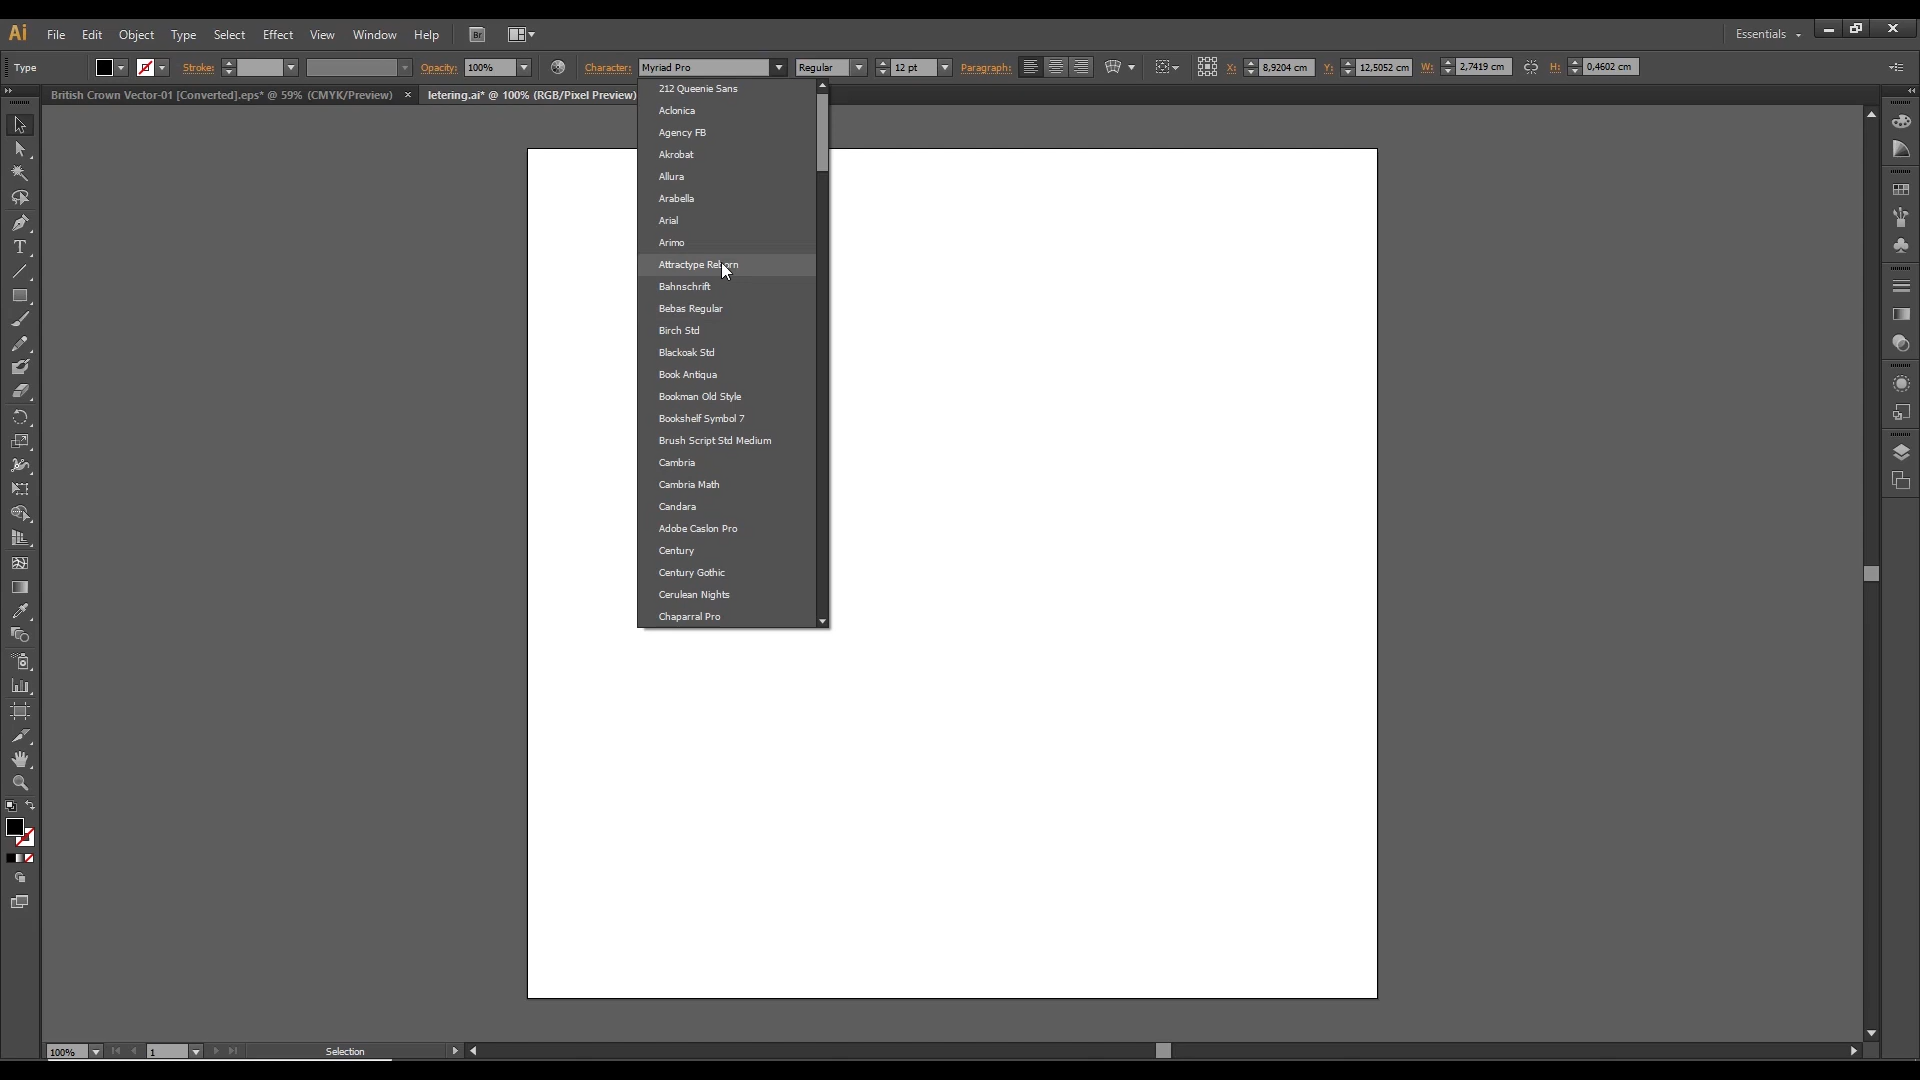 Ai File Edit Object Type Select Effect View Window Help Br Essentials
Type Stroke: Opacity: 100% Character: Myriad Pro Regular 12 pt Paragraph: X: 8,9204 cm Y: 12,5052 cm W: 2,7419 cm H: 0,4602 cm
British Crown Vector-01 [Converted].eps* @ 59% (CMYK/Preview) × letering.ai* @ 100% (RGB/Pixel Preview)
212 Queenie Sans
Aclonica
Agency FB
Akrobat
Allura
Arabella
Arial
Arimo
Attractype Reborn
Bahnschrift
Bebas Regular
Birch Std
Blackoak Std
Book Antiqua
Bookman Old Style
Bookshelf Symbol 7
Brush Script Std Medium
Cambria
Cambria Math
Candara
Adobe Caslon Pro
Century
Century Gothic
Cerulean Nights
Chaparral Pro
T
100% 1 Selection